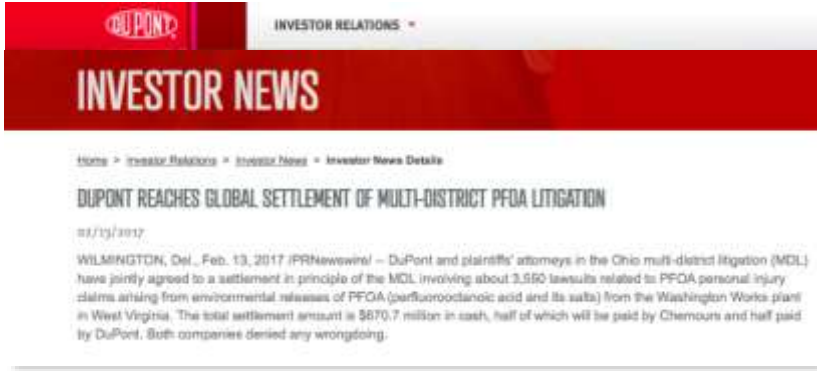 DU PONT
INVESTOR RELATIONS
INVESTOR NEWS
Home > Investor Relations > Investor News > Investor News Details
DUPONT REACHES GLOBAL SETTLEMENT OF MULTI-DISTRICT PFOA LITIGATION
02/13/2017
WILMINGTON, Del., Feb. 13, 2017 /PRNewswire/ -- DuPont and plaintiffs' attorneys in the Ohio multi-district litigation (MDL)
have jointly agreed to a settlement in principle of the MDL involving about 3,550 lawsuits related to PFOA personal injury
claims arising from environmental releases of PFOA (perfluorooctanoic acid and its salts) from the Washington Works plant
in West Virginia. The total settlement amount is $670.7 million in cash, half of which will be paid by Chemours and half paid
by DuPont. Both companies denied any wrongdoing.